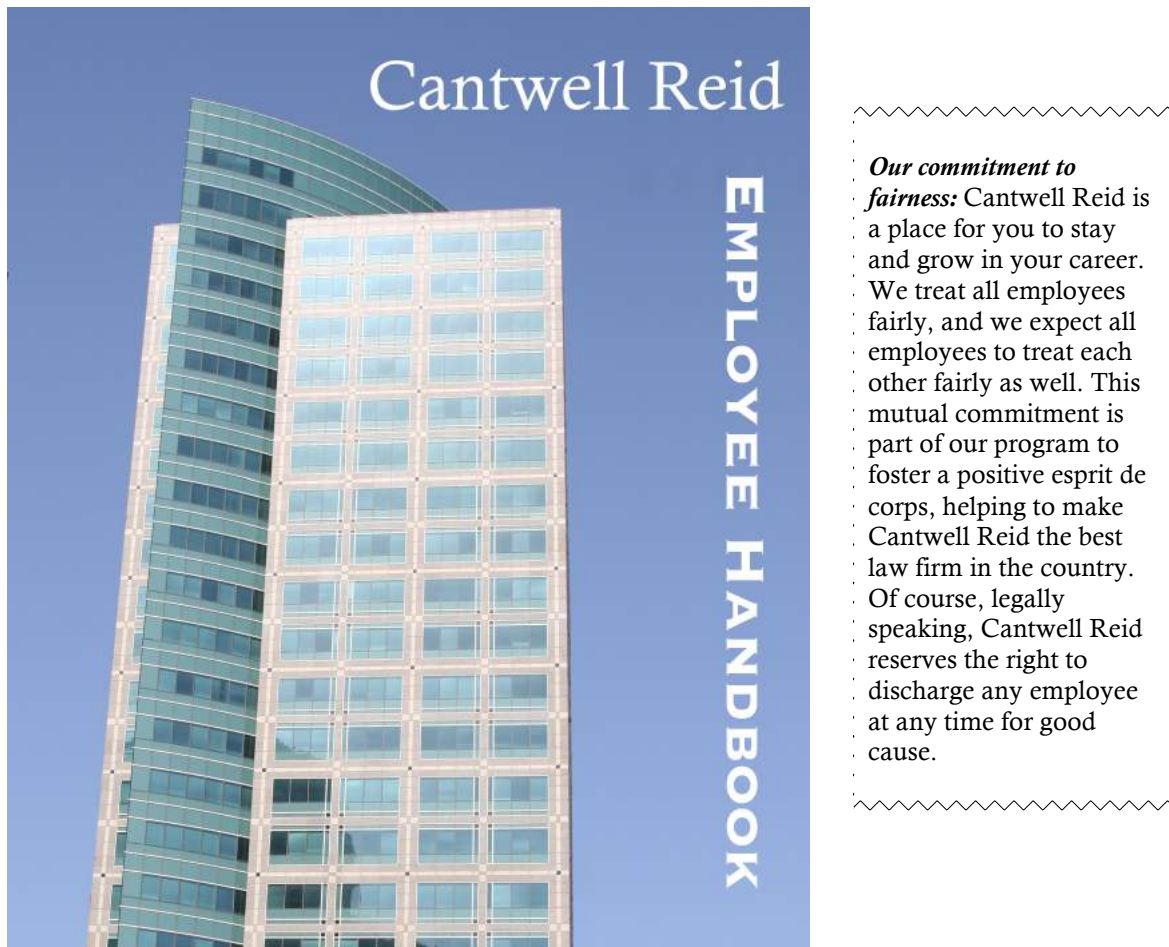 Cantwell Reid
EMPLOYEE HANDBOOK
Our commitment to
fairness: Cantwell Reid is
a place for you to stay
and grow in your career.
We treat all employees
fairly, and we expect all
employees to treat each
other fairly as well. This
mutual commitment is
part of our program to
foster a positive esprit de
corps, helping to make
Cantwell Reid the best
law firm in the country.
Of course, legally
speaking, Cantwell Reid
reserves the right to
discharge any employee
at any time for good
cause.